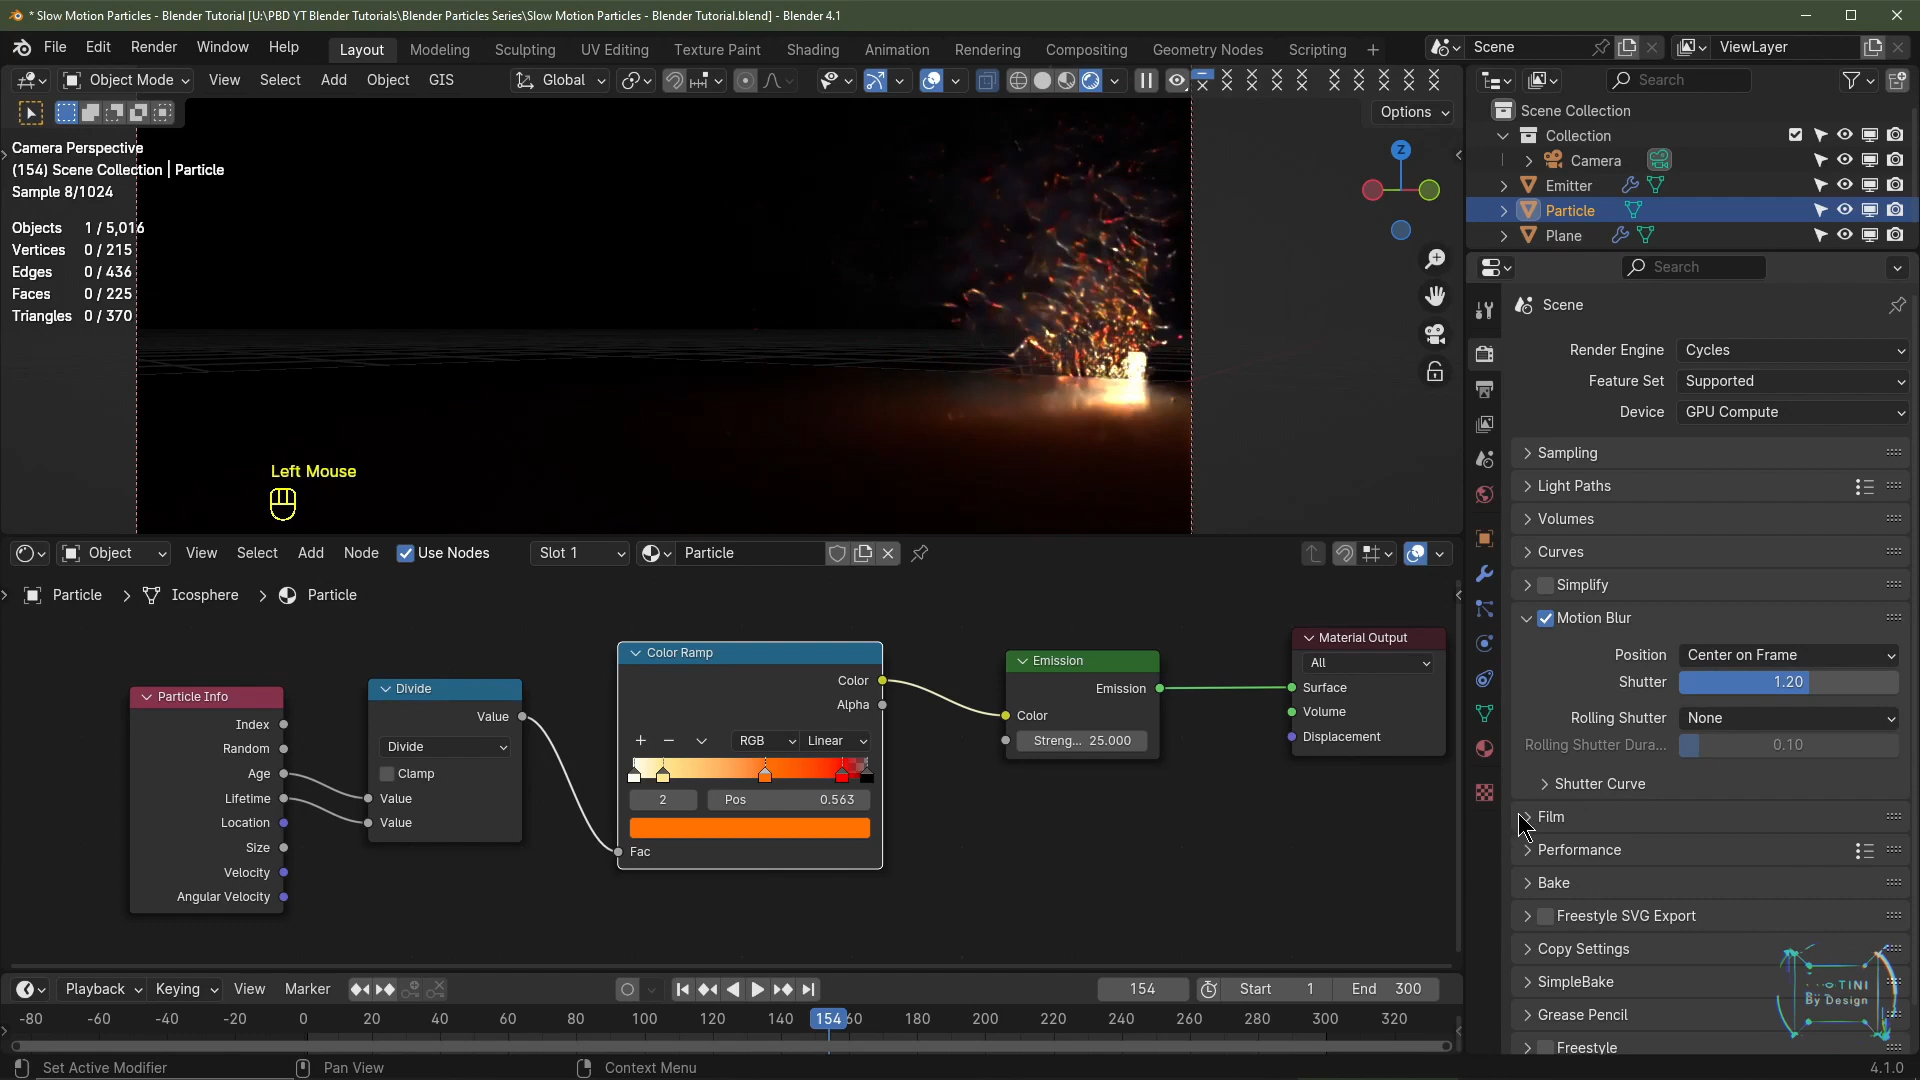 * Slow Motion Particles - Blender Tutorial [U:\PBD YT Blender Tutorials\Blender Particles Series\Slow Motion Particles - Blender Tutorial.blend] - Blender 4.1
File Edit Render Window Help Layout Modeling Sculpting UV Editing Texture Paint Shading Animation Rendering Compositing Geometry Nodes Scripting + Scene ViewLayer
Object Mode View Select Add Object GIS Global Search
Options
Camera Perspective
(154) Scene Collection | Particle
Sample 8/1024
Objects 1 / 5,016
Vertices 0 / 215
Edges 0 / 436
Faces 0 / 225
Triangles 0 / 370
Z
Left Mouse
Scene Collection
Collection
Camera
Emitter
Particle
Plane
Search
Scene
Render Engine Cycles
Feature Set Supported
Device GPU Compute
Sampling
Light Paths
Volumes
Curves
Simplify
Motion Blur
Position Center on Frame
Shutter 1.20
Rolling Shutter None
Rolling Shutter Dura... 0.10
Shutter Curve
Film
Performance
Bake
Freestyle SVG Export
Copy Settings
SimpleBake
Grease Pencil
Freestyle
TINI
By Design
Object View Select Add Node Use Nodes Slot 1 Particle
Particle > Icosphere > Particle
Particle Info
Index
Random
Age
Lifetime
Location
Size
Velocity
Angular Velocity
Divide
Value
Divide
Clamp
Value
Value
Color Ramp
Color
Alpha
RGB Linear
2 Pos 0.563
Fac
Emission
Emission
Color
Streng... 25.000
Material Output
All
Surface
Volume
Displacement
Playback Keying View Marker 154 Start 1 End 300
-80 -60 -40 -20 0 20 40 60 80 100 120 140 154 60 180 200 220 240 260 280 300 320
Set Active Modifier Pan View Context Menu 4.1.0